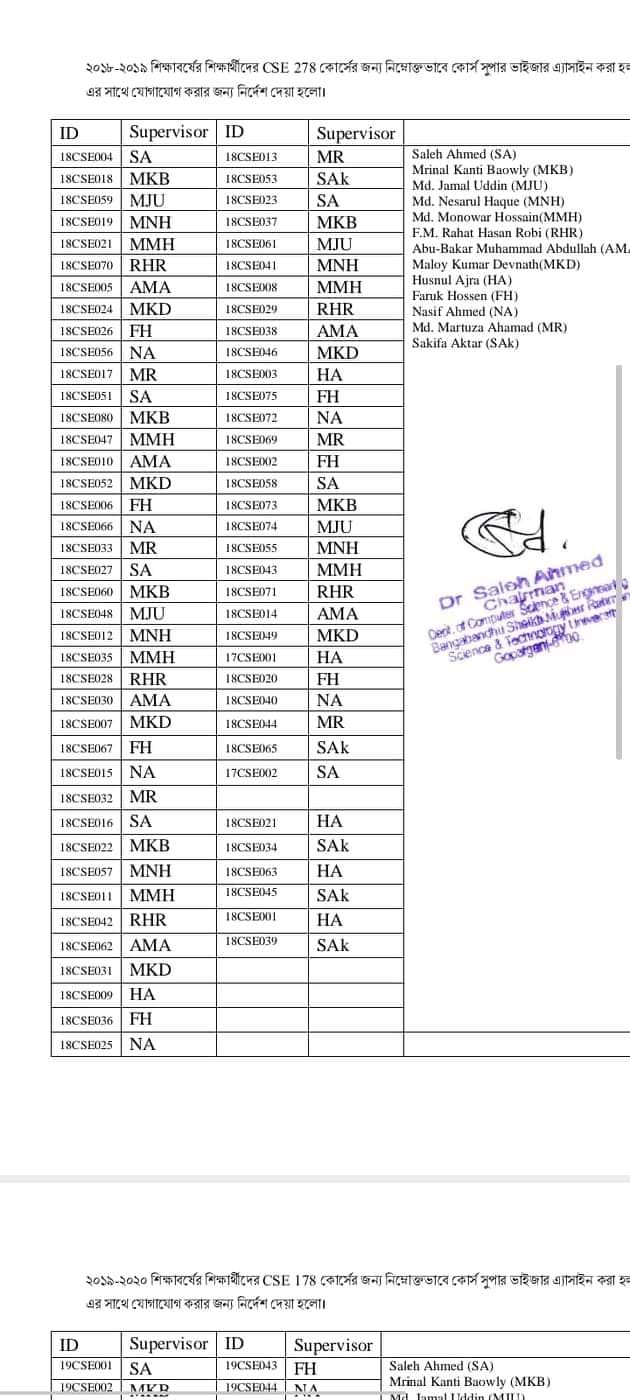 ২০১৮-২০১৯ শিক্ষাবর্ষের শিক্ষার্থীদের CSE 278 কোর্সের জন্য নিম্নোক্তভাবে কোর্স সুপার ভাইজার এ্যাসাইন করা
এর সাথে যোগাযোগ করার জন্য নির্দেশ দেয়া হলো।
ID Supervisor ID Supervisor
18CSE004 SA 18CSE013 MR
18CSE018 MKB 18CSE053 SAk
18CSE059 MJU 18CSE023 SA
18CSE019 MNH 18CSE037 MKB
18CSE021 MMH 18CSE061 MJU
18CSE070 RHR 18CSE041 MNH
18CSE005 AMA 18CSE008 MMH
18CSE024 MKD 18CSE029 RHR
18CSE026 FH 18CSE038 AMA
18CSE056 NA 18CSE046 MKD
18CSE017 MR 18CSE003 HA
18CSE051 SA 18CSE075 FH
18CSE080 MKB 18CSE072 NA
18CSE047 MMH 18CSE069 MR
18CSE010 AMA 18CSE002 FH
18CSE052 MKD 18CSE058 SA
18CSE006 FH 18CSE073 MKB
18CSE066 NA 18CSE074 MJU
18CSE033 MR 18CSE055 MNH
18CSE027 SA 18CSE043 MMH
18CSE060 MKB 18CSE071 RHR
18CSE048 MJU 18CSE014 AMA
18CSE012 MNH 18CSE049 MKD
18CSE035 MMH 17CSE001 HA
18CSE028 RHR 18CSE020 FH
18CSE030 AMA 18CSE040 NA
18CSE007 MKD 18CSE044 MR
18CSE067 FH 18CSE065 SAk
18CSE015 NA 17CSE002 SA
18CSE032 MR
18CSE016 SA 18CSE021 HA
18CSE022 MKB 18CSE034 SAk
18CSE057 MNH 18CSE063 HA
18CSE011 MMH 18CSE045 SAk
18CSE042 RHR 18CSE001 HA
18CSE062 AMA 18CSE039 SAk
18CSE031 MKD
18CSE009 HA
18CSE036 FH
18CSE025 NA
Saleh Ahmed (SA)
Mrinal Kanti Baowly (MKB)
Md. Jamal Uddin (MJU)
Md. Nesarul Haque (MNH)
Md. Monowar Hossain(MMH)
F.M. Rahat Hasan Robi (RHR)
Abu-Bakar Muhammad Abdullah (AMA
Maloy Kumar Devnath(MKD)
Husnul Ajra (HA)
Faruk Hossen (FH)
Nasif Ahmed (NA)
Md. Martuza Ahamad (MR)
Sakifa Aktar (SAk)
Dr Saleh Ahmed
Chairman
Dept. of Computer Science & Engineering
Bangabandhu Sheikh Mujibur Rahman
Science & Technology University
২০১৯-২০২০ শিক্ষাবর্ষের শিক্ষার্থীদের CSE 178 কোর্সের জন্য নিম্নোক্তভাবে কোর্স সুপার ভাইজার এ্যাসাইন করা
এর সাথে যোগাযোগ করার জন্য নির্দেশ দেয়া হলো।
ID Supervisor ID Supervisor
19CSE001 SA 19CSE043 FH
19CSE002 MKB 19CSE044 NA
Saleh Ahmed (SA)
Mrinal Kanti Baowly (MKB)
Md. Jamal Uddin (MJU)